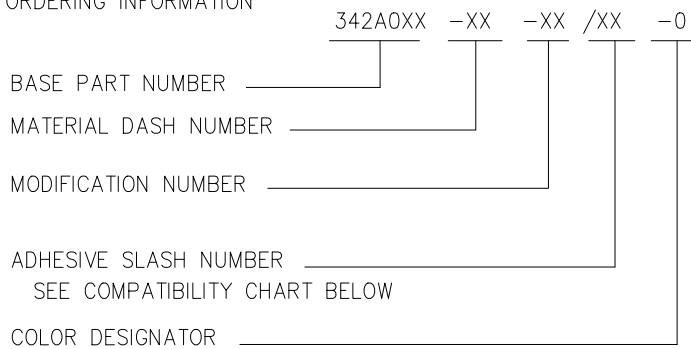 ORDERING INFORMATION
342A0XX -XX -XX /XX -0
BASE PART NUMBER
MATERIAL DASH NUMBER
MODIFICATION NUMBER
ADHESIVE SLASH NUMBER
SEE COMPATIBILITY CHART BELOW
COLOR DESIGNATOR